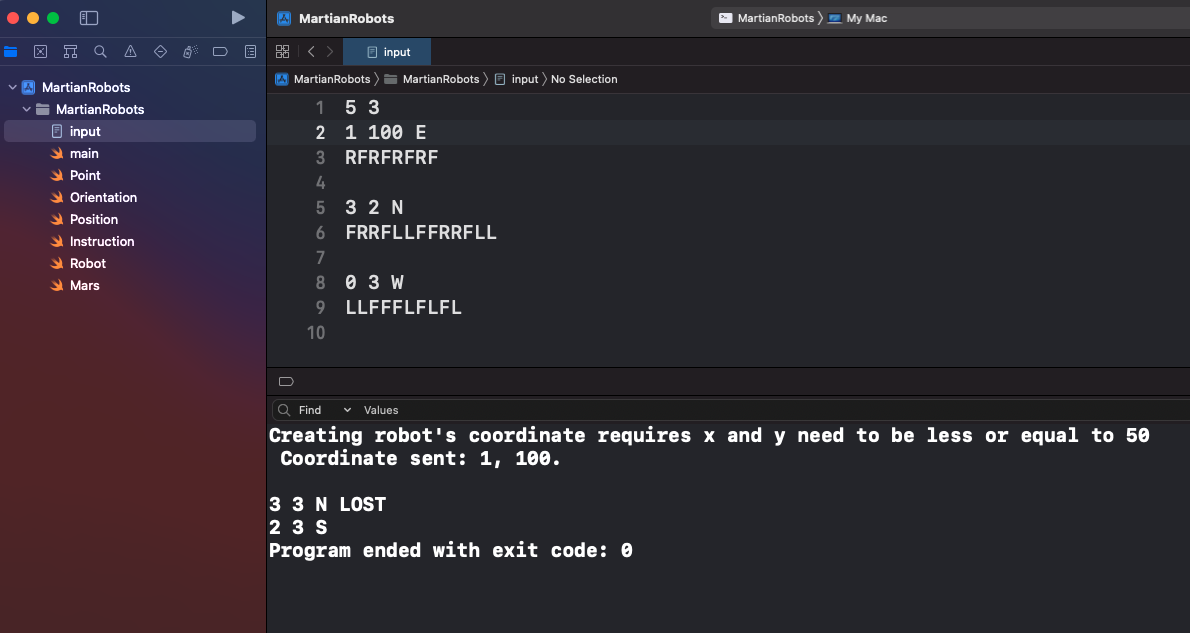 MartianRobots
MartianRobots
My Mac
input
MartianRobots
MartianRobots
input
main
Point
Orientation
Position
Instruction
Robot
Mars
MartianRobots 〉 MartianRobots 〉 input 〉 No Selection
1 5 3
2 1 100 E
3 RFRFRFRF
4
5 3 2 N
6 FRRFLLFFRRFLL
7
8 0 3 W
9 LLFFFLFLFL
10
Find Values
Creating robot's coordinate requires x and y need to be less or equal to 50
Coordinate sent: 1, 100.
3 3 N LOST
2 3 S
Program ended with exit code: 0